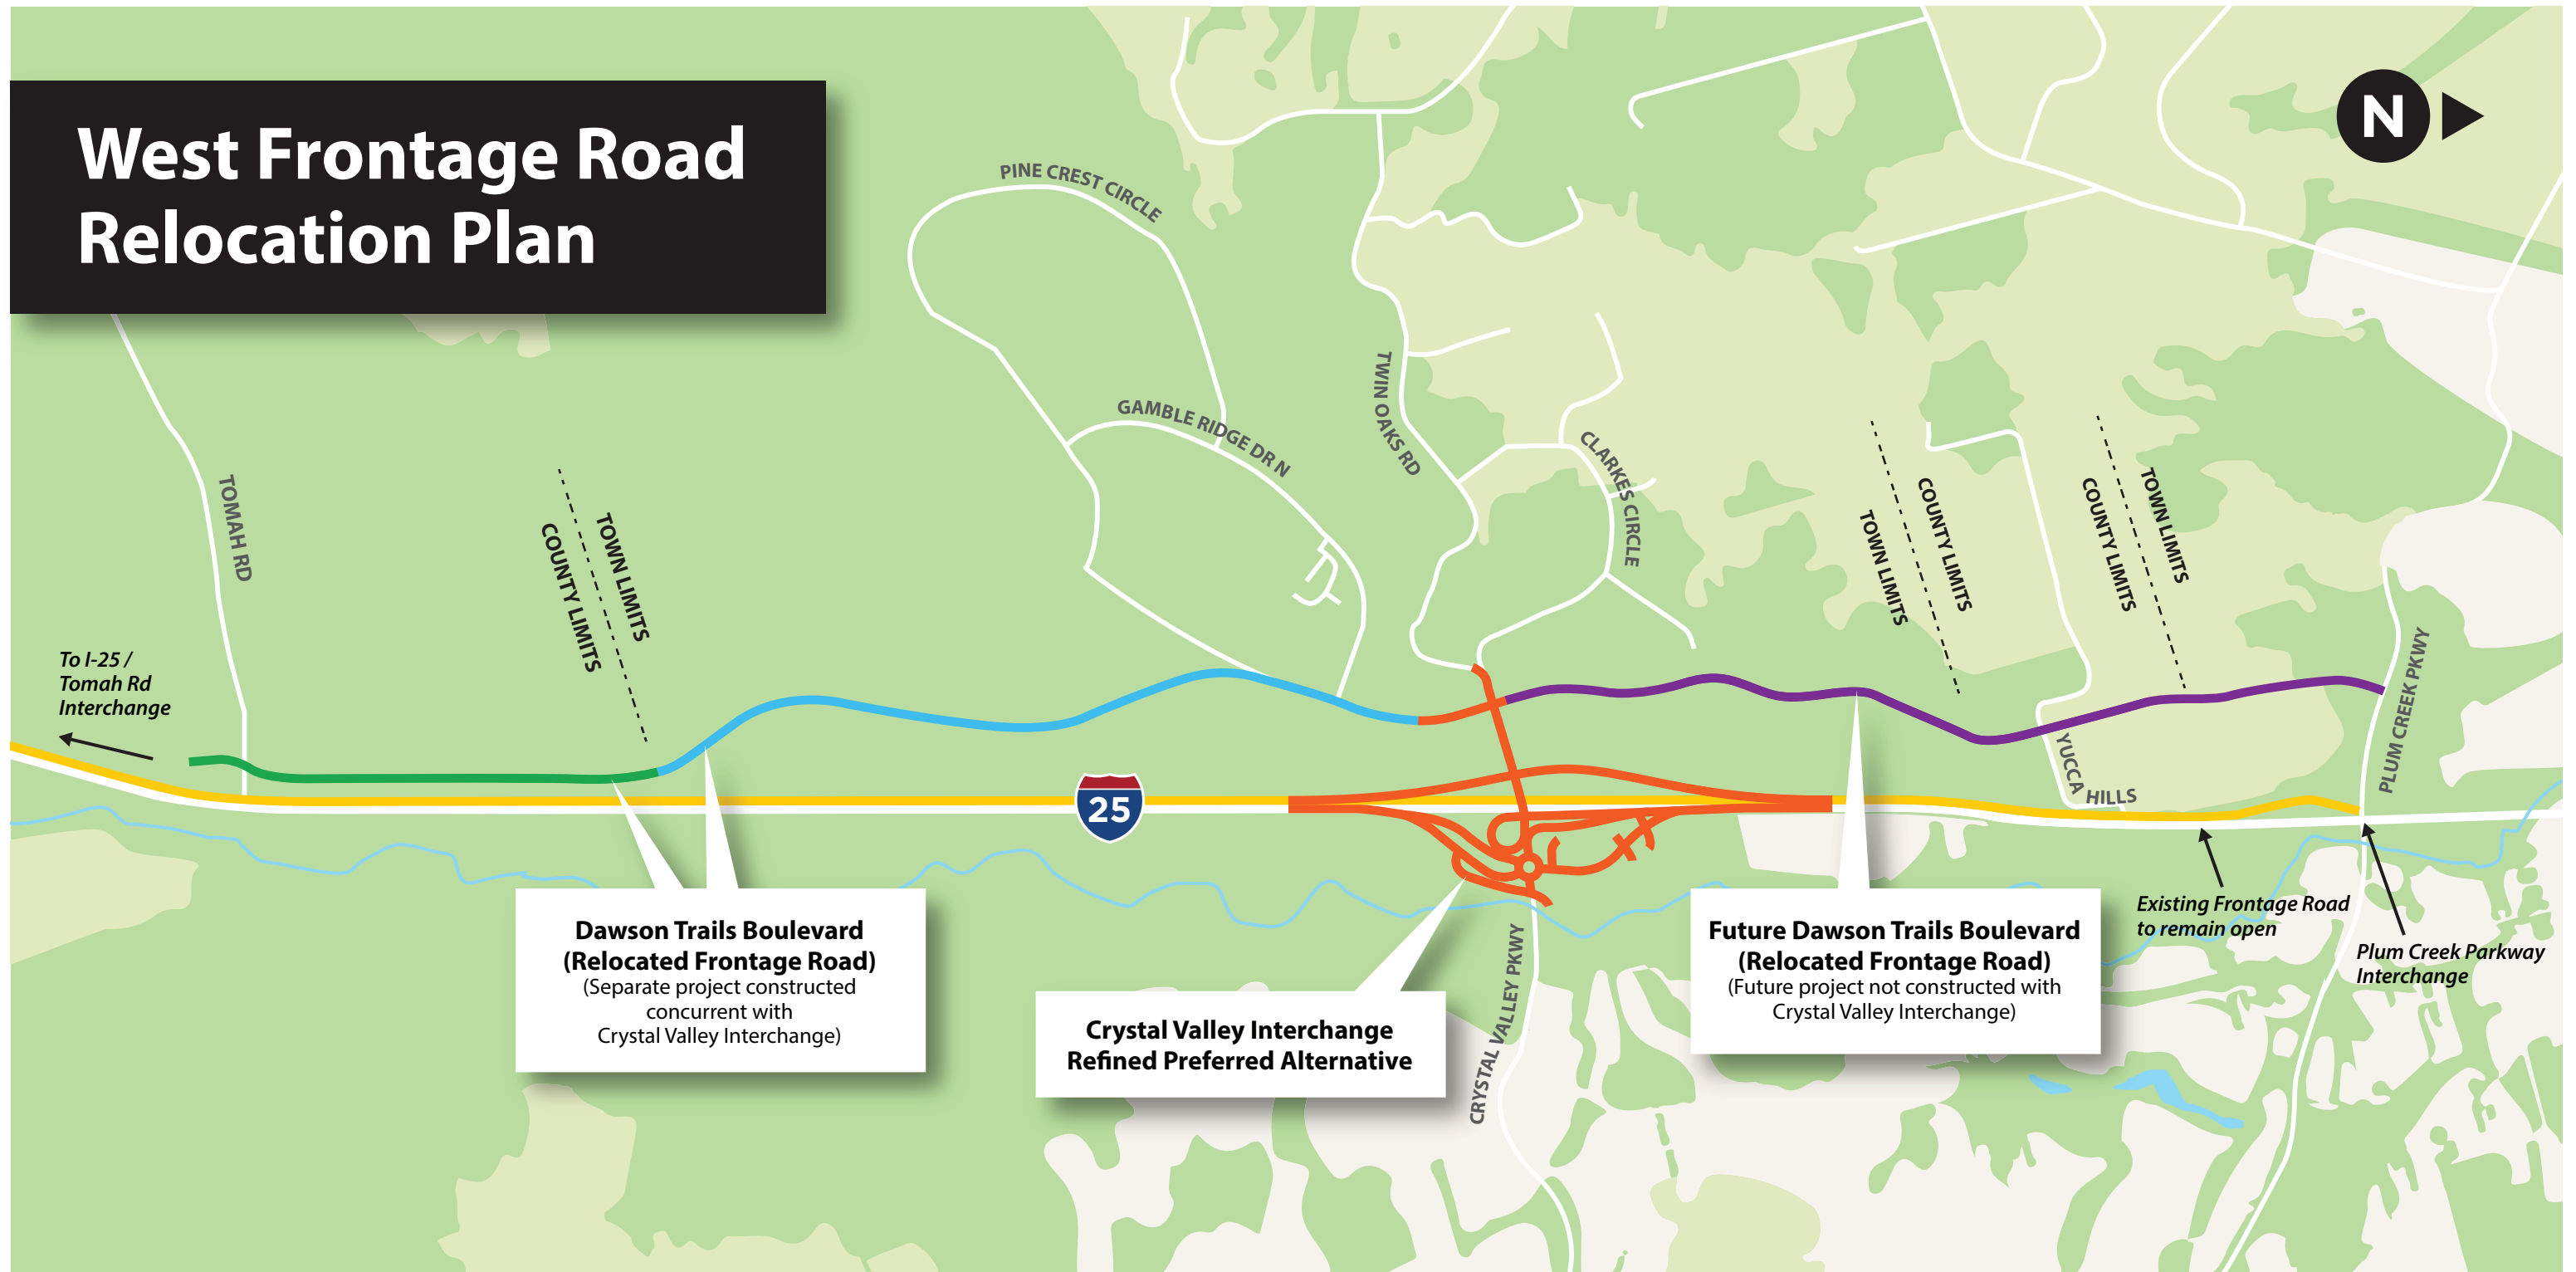 West Frontage Road
Relocation Plan
N
PINE CREST CIRCLE
GAMBLE RIDGE DR N
TWIN OAKS RD
CLARKES CIRCLE
TOMAH RD
COUNTY LIMITS
TOWN LIMITS
TOWN LIMITS
COUNTY LIMITS
COUNTY LIMITS
TOWN LIMITS
To I-25 /
Tomah Rd
Interchange
25
YUCCA HILLS
PLUM CREEK PKWY
Dawson Trails Boulevard
(Relocated Frontage Road)
(Separate project constructed
concurrent with
Crystal Valley Interchange)
Crystal Valley Interchange
Refined Preferred Alternative
CRYSTAL VALLEY PKWY
Future Dawson Trails Boulevard
(Relocated Frontage Road)
(Future project not constructed with
Crystal Valley Interchange)
Existing Frontage Road
to remain open
Plum Creek Parkway
Interchange